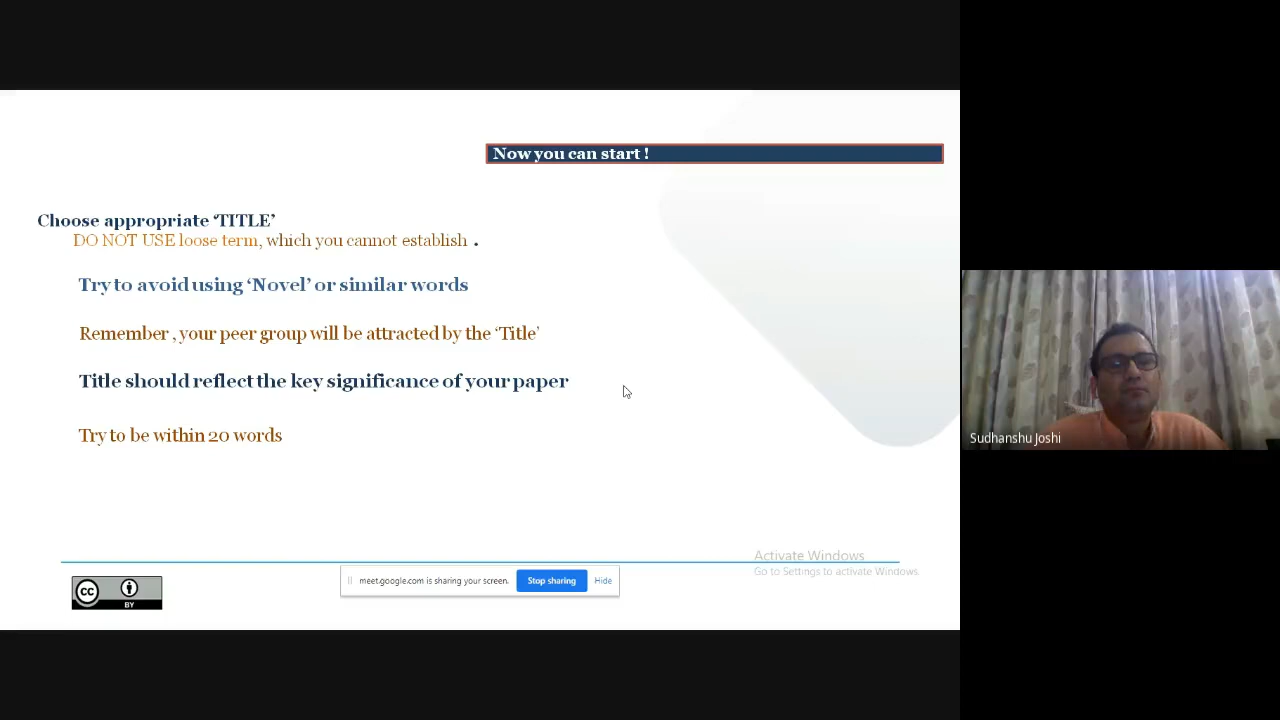 Now you can start !
Choose appropriate ‘TITLE’
DO NOT USE loose term, which you cannot establish .
Try to avoid using ‘Novel’ or similar words
Remember , your peer group will be attracted by the ‘Title’
Title should reflect the key significance of your paper
Try to be within 20 words
Sudhanshu Joshi
Activate Windows
Go to Settings to activate Windows.
meet.google.com is sharing your screen.
Stop sharing
Hide
cc
BY